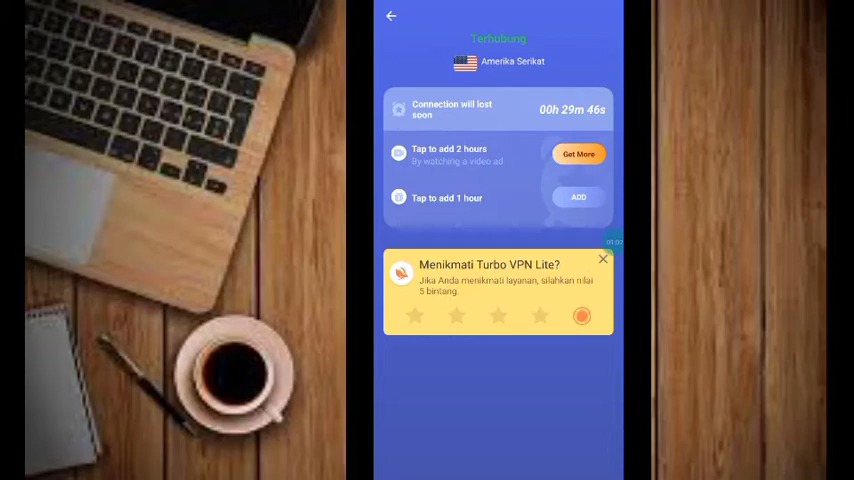 Terhubung
Amerika Serikat
Connection will lost
soon
00h 29m 46s
Tap to add 2 hours
By watching a video ad
Get More
Tap to add 1 hour
ADD
Menikmati Turbo VPN Lite?
Jika Anda menikmati layanan, silahkan nilai
5 bintang.